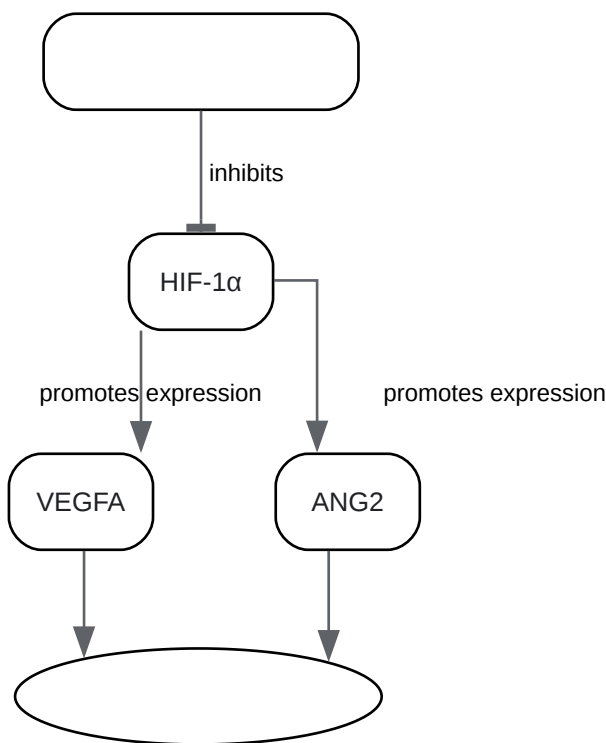 inhibits
HIF-1α
promotes expression
promotes expression
VEGFA
ANG2